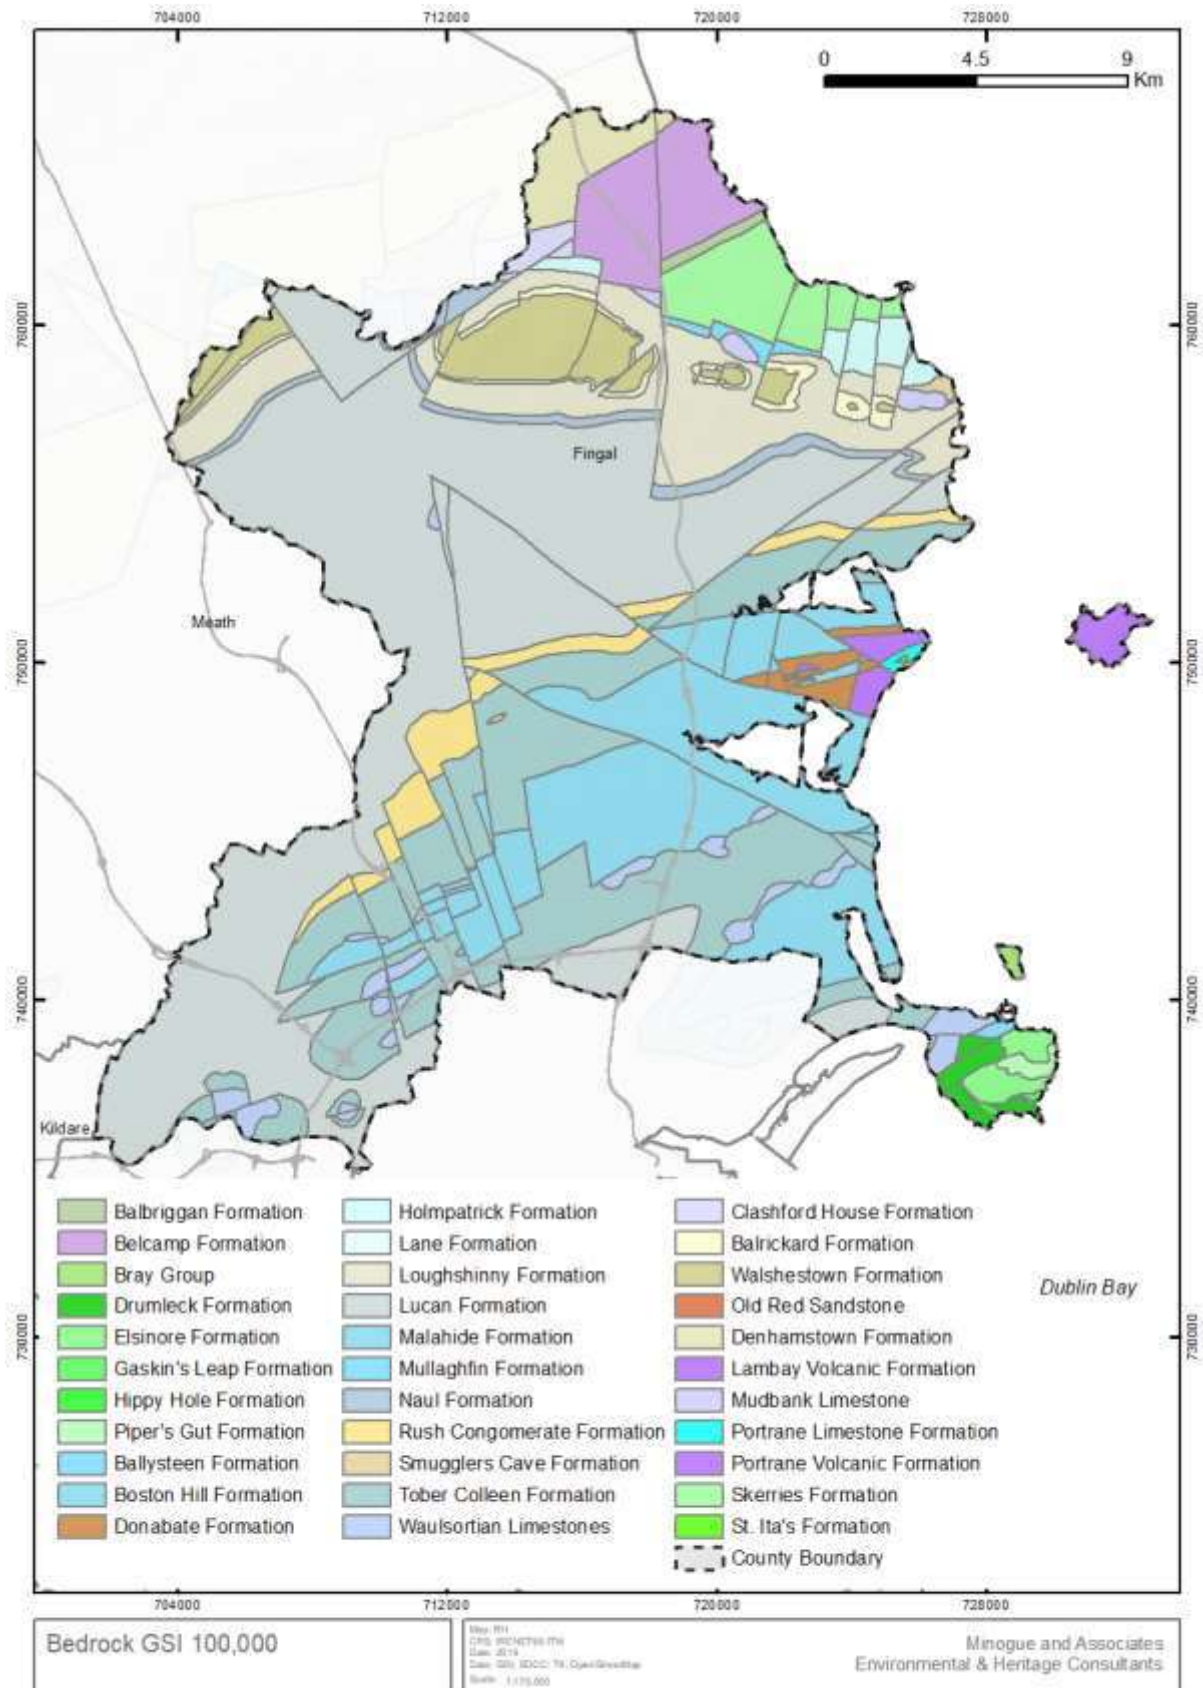 704000 712000 720000 728000
0 4.5 9
Km
760000 760000
Fingal
Meath
750000 750000
740000 740000
Kildare
Balbriggan Formation
Belcamp Formation
Bray Group
Drumleck Formation
Elsinore Formation
Gaskin's Leap Formation
Hippy Hole Formation
Piper's Gut Formation
Ballysteen Formation
Boston Hill Formation
Donabate Formation
Holmpatrick Formation
Lane Formation
Loughshinny Formation
Lucan Formation
Malahide Formation
Mullaghfin Formation
Naul Formation
Rush Congomerate Formation
Smugglers Cave Formation
Tober Colleen Formation
Waulsortian Limestones
Clashford House Formation
Balrickard Formation
Walshestown Formation
Old Red Sandstone
Denhamstown Formation
Lambay Volcanic Formation
Mudbank Limestone
Portrane Limestone Formation
Portrane Volcanic Formation
Skerries Formation
St. Ita's Formation
County Boundary
Dublin Bay
730000 730000
704000 712000 720000 728000
Bedrock GSI 100,000
Minogue and Associates
Environmental & Heritage Consultants